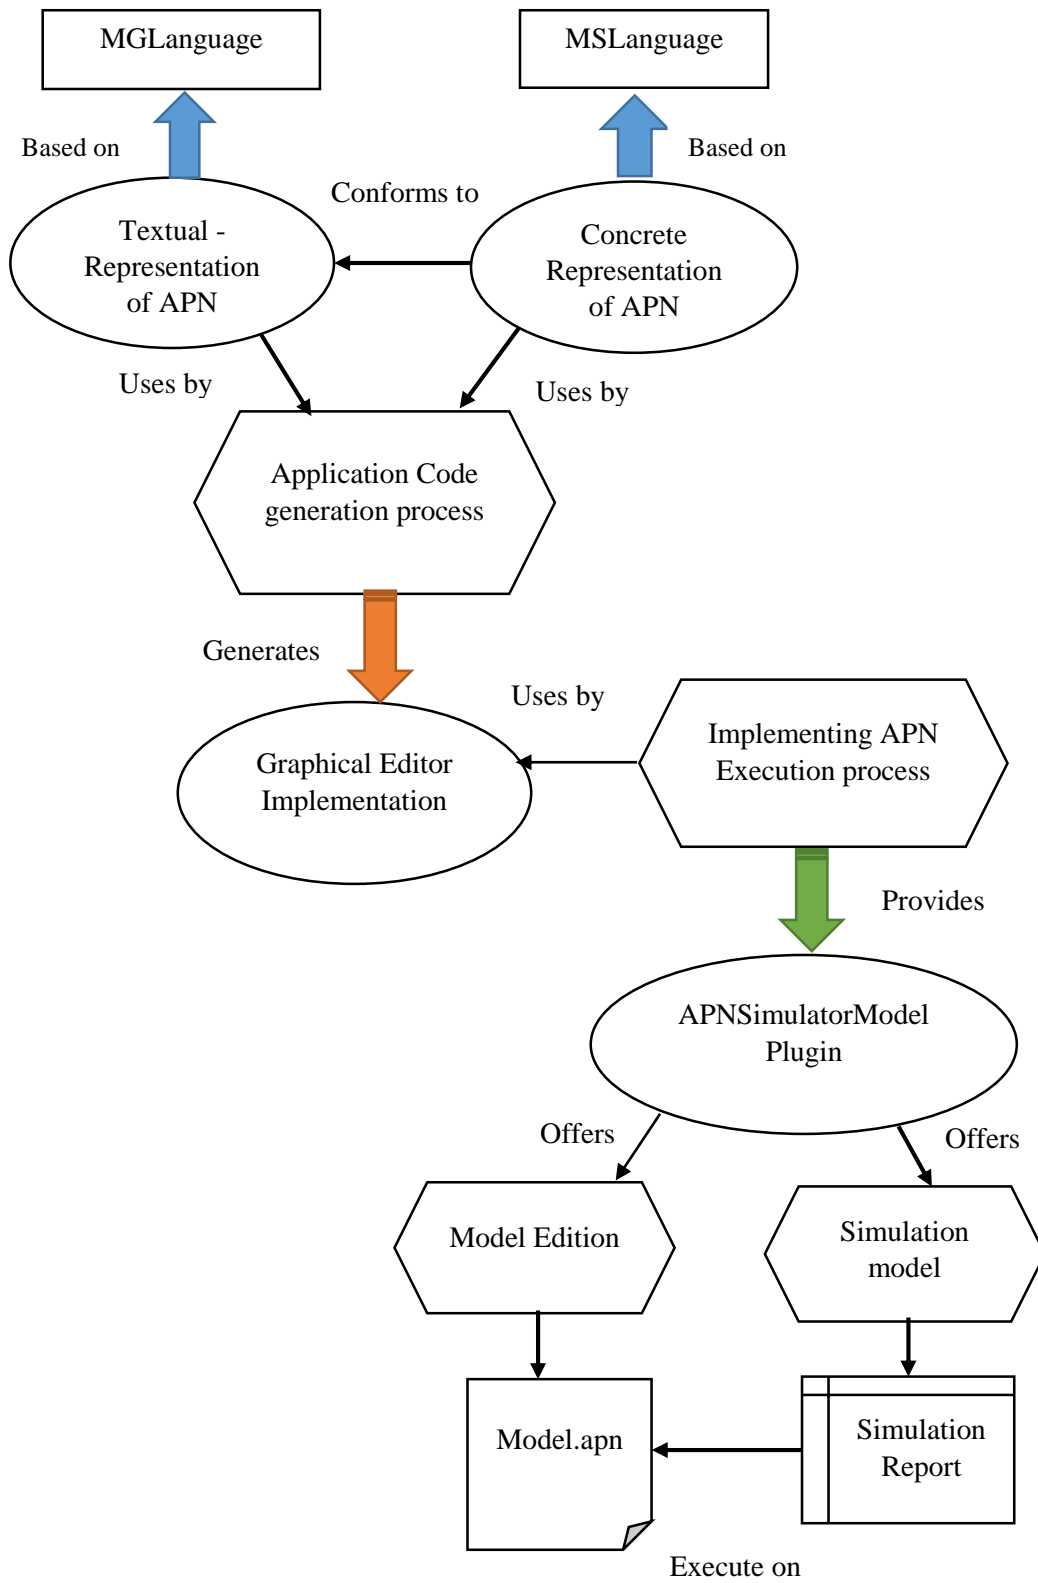 MGLanguage
MSLanguage
Based on
Based on
Conforms to
Textual -
Representation
of APN
Concrete
Representation
of APN
Uses by
Uses by
Application Code
generation process
Generates
Uses by
Implementing APN
Execution process
Graphical Editor
Implementation
Provides
APNSimulatorModel
Plugin
Offers
Offers
Model Edition
Simulation
model
Model.apn
Simulation
Report
Execute on